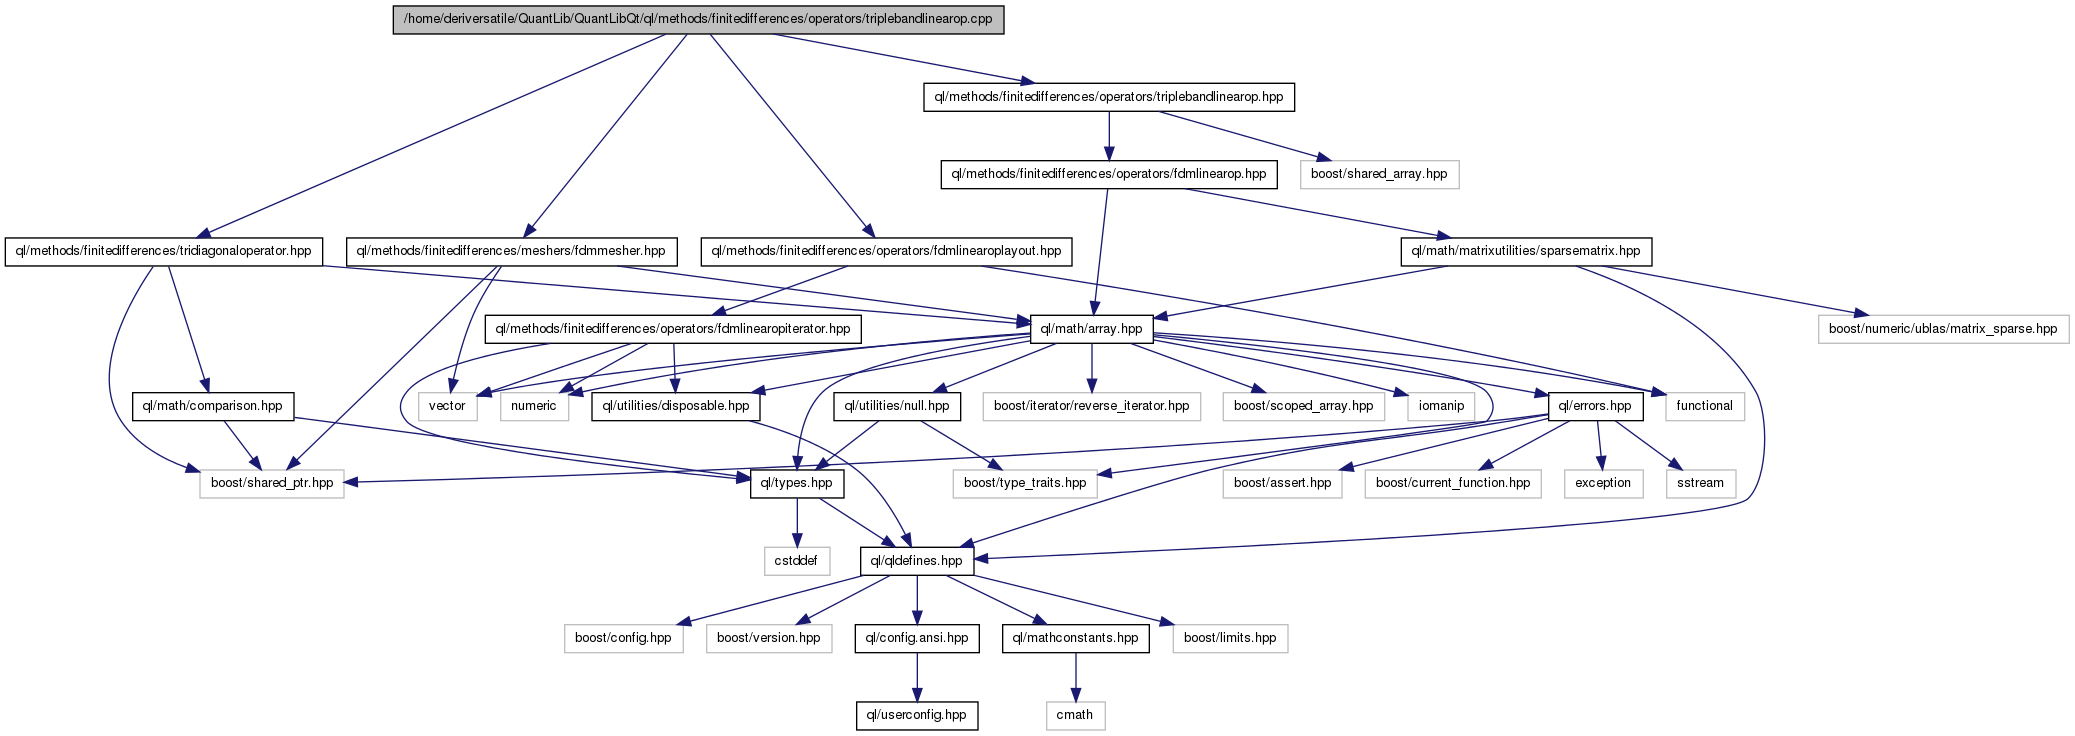 /home/deriversatile/QuantLib/QuantLibQt/ql/methods/finitedifferences/operators/triplebandlinearop.cpp
ql/methods/finitedifferences/operators/triplebandlinearop.hpp
ql/methods/finitedifferences/operators/fdmlinearop.hpp
boost/shared_array.hpp
ql/methods/finitedifferences/tridiagonaloperator.hpp
ql/methods/finitedifferences/meshers/fdmmesher.hpp
ql/methods/finitedifferences/operators/fdmlinearoplayout.hpp
ql/math/matrixutilities/sparsematrix.hpp
ql/methods/finitedifferences/operators/fdmlinearopiterator.hpp
ql/math/array.hpp
boost/numeric/ublas/matrix_sparse.hpp
ql/math/comparison.hpp
vector
numeric
ql/utilities/disposable.hpp
ql/utilities/null.hpp
boost/iterator/reverse_iterator.hpp
boost/scoped_array.hpp
iomanip
ql/errors.hpp
functional
boost/shared_ptr.hpp
ql/types.hpp
boost/type_traits.hpp
boost/assert.hpp
boost/current_function.hpp
exception
sstream
cstddef
ql/qldefines.hpp
boost/config.hpp
boost/version.hpp
ql/config.ansi.hpp
ql/mathconstants.hpp
boost/limits.hpp
ql/userconfig.hpp
cmath